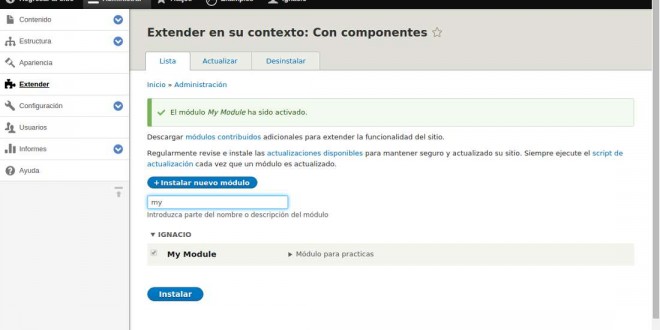 Regresar al sitio Administrar Atajos Examples Ignacio
Contenido
Estructura
Apariencia
Extender
Configuración
Usuarios
Informes
Ayuda
Extender en su contexto: Con componentes
Lista Actualizar Desinstalar
Inicio » Administración
El módulo My Module ha sido activado.
Descargar módulos contribuidos adicionales para extender la funcionalidad del sitio.
Regularmente revise e instale las actualizaciones disponibles para mantener seguro y actualizado su sitio. Siempre ejecute el script de
actualización cada vez que un módulo es actualizado.
+ Instalar nuevo módulo
my
Introduzca parte del nombre o descripción del módulo
▼ IGNACIO
My Module ▶ Módulo para practicas
Instalar